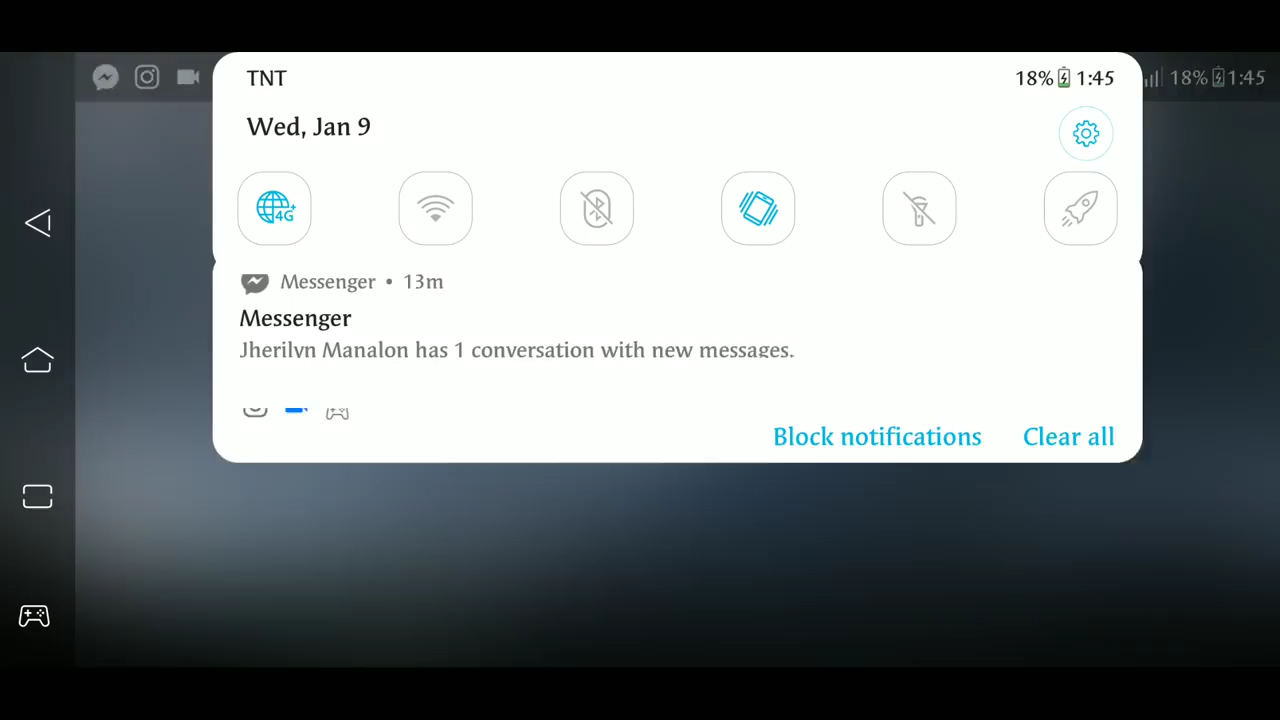 TNT
18% 1:45
18% 1:45
Wed, Jan 9
4G+
Messenger • 13m
Messenger
Jherilyn Manalon has 1 conversation with new messages.
Block notifications Clear all